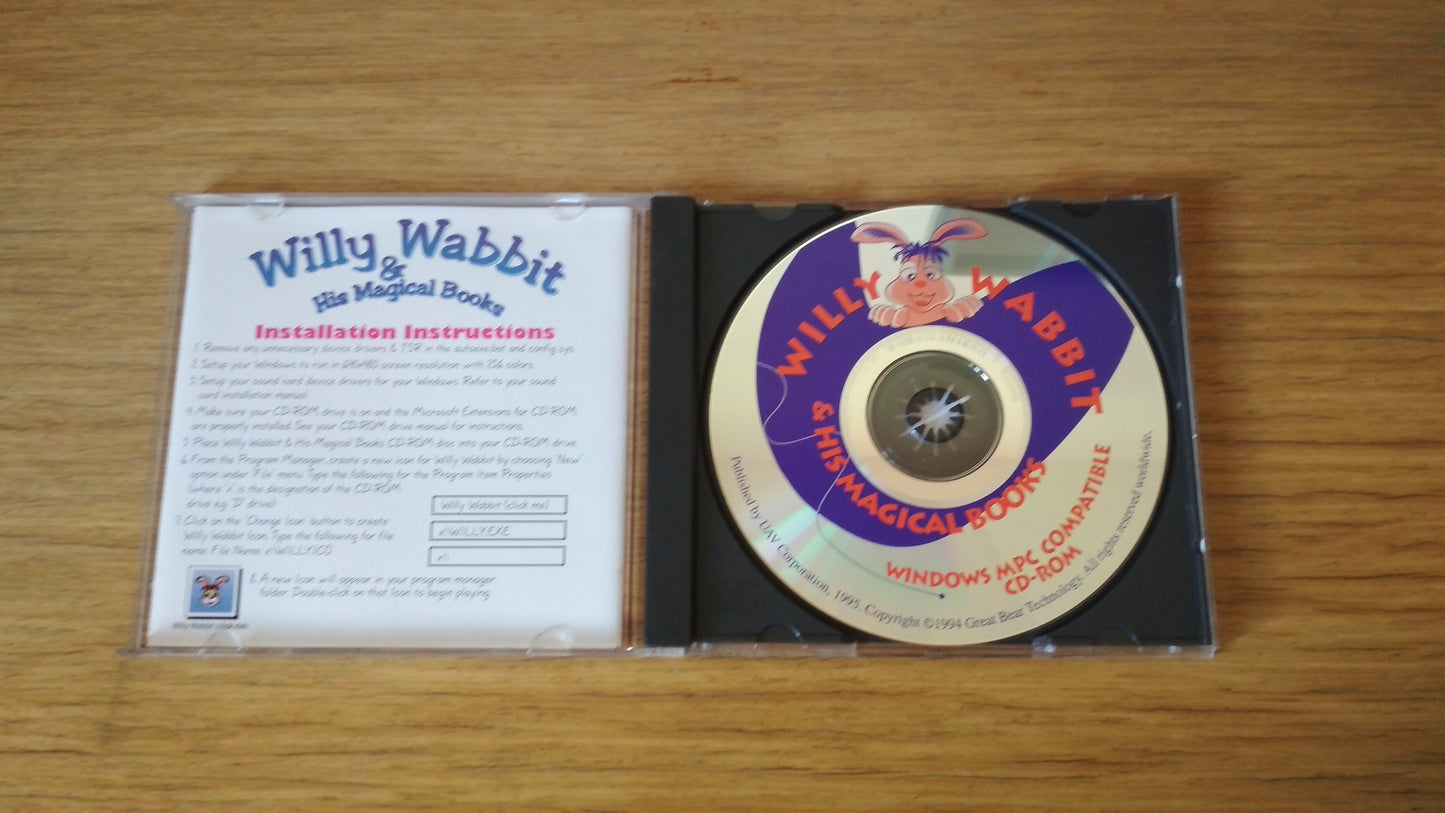 Willy Wabbit
&
His Magical Books
Installation Instructions
1. Remove any unnecessary device drivers & TSR in the autoexe.bat and config.sys
2. Setup your Windows to run in 640x480 screen resolution with 256 colors.
3. Setup your sound card device drivers for your Windows. Refer to your sound
card installation manual.
4. Make sure your CD-ROM drive is on and the Microsoft Extensions for CD-ROM
are properly installed. See your CD-ROM drive manual for instructions.
5. Place Willy Wabbit & His Magical Books CD-ROM disc into your CD-ROM drive.
6. From the Program Manager, create a new icon for Willy Wabbit by choosing 'New'
option under 'File' menu. Type the following for the Program Item Properties
(where 'x' is the designation of the CD-ROM
drive e.g. 'D' drive).
Willy Wabbit (click me)
x:\WILLY.EXE
x:\
7. Click on the 'Change Icon' button to create
Willy Wabbit Icon. Type the following for file
name. File Name: x:\WILLY.ICO
8. A new Icon will appear in your program manager
folder. Double-click on that Icon to begin playing.
Willy Wabbit (click me)
WILLY WABBIT
& HIS MAGICAL BOOKS
WINDOWS MPC COMPATIBLE
CD-ROM
Published by UAV Corporation, 1995. Copyright ©1994 Great Bear Technology. All rights reserved worldwide.